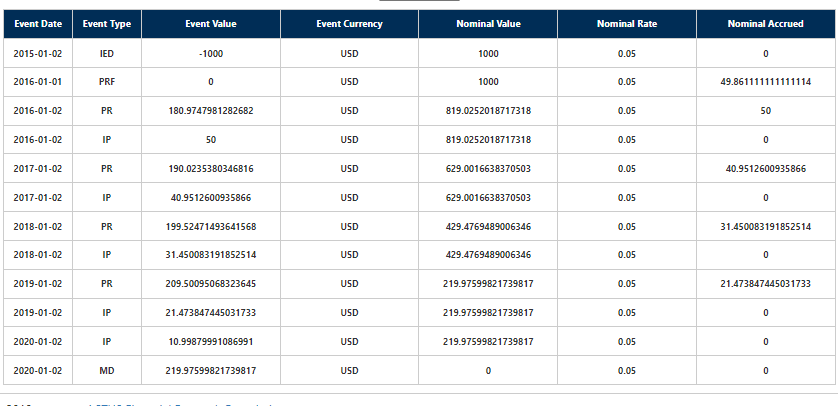 Event Date Event Type Event Value Event Currency Nominal Value Nominal Rate Nominal Accrued
2015-01-02 IED -1000 USD 1000 0.05 0
2016-01-01 PRF 0 USD 1000 0.05 49.861111111111114
2016-01-02 PR 180.9747981282682 USD 819.0252018717318 0.05 50
2016-01-02 IP 50 USD 819.0252018717318 0.05 0
2017-01-02 PR 190.0235380346816 USD 629.0016638370503 0.05 40.9512600935866
2017-01-02 IP 40.9512600935866 USD 629.0016638370503 0.05 0
2018-01-02 PR 199.52471493641568 USD 429.4769489006346 0.05 31.450083191852514
2018-01-02 IP 31.450083191852514 USD 429.4769489006346 0.05 0
2019-01-02 PR 209.50095068323645 USD 219.97599821739817 0.05 21.473847445031733
2019-01-02 IP 21.473847445031733 USD 219.97599821739817 0.05 0
2020-01-02 IP 10.99879991086991 USD 219.97599821739817 0.05 0
2020-01-02 MD 219.97599821739817 USD 0 0.05 0